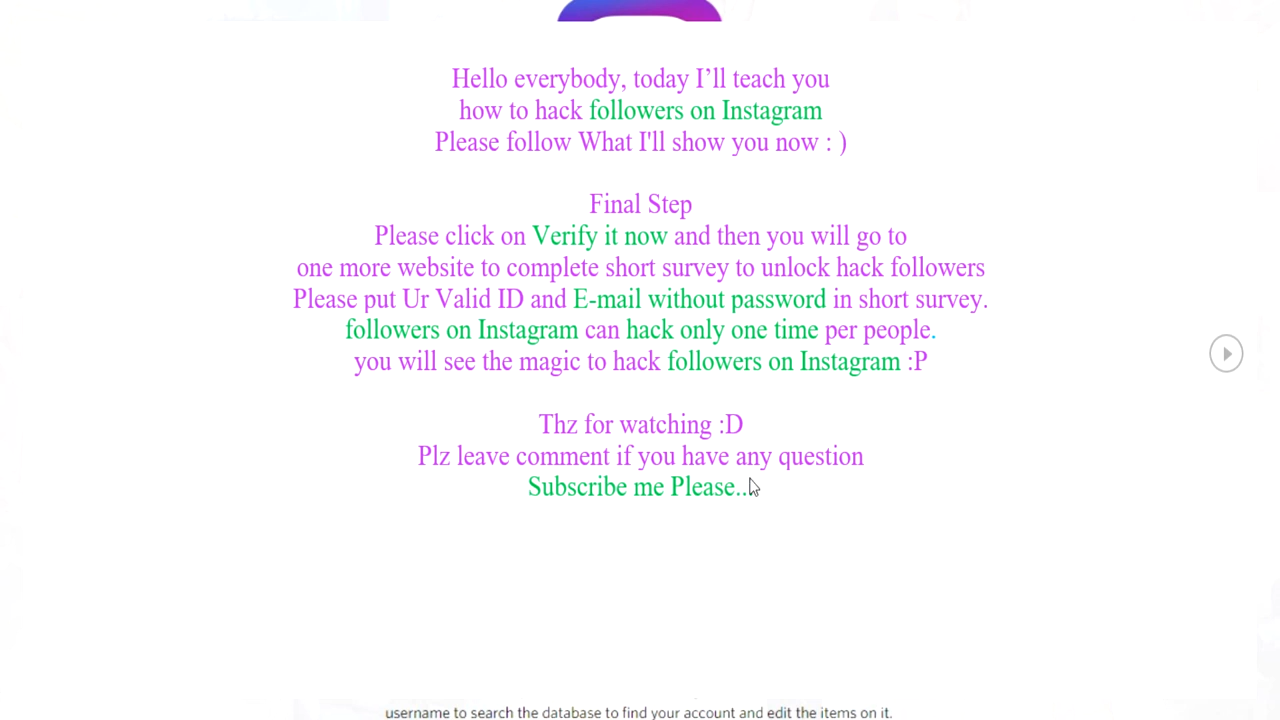 Hello everybody, today I’ll teach you
how to hack followers on Instagram
Please follow What I'll show you now : )
Final Step
Please click on Verify it now and then you will go to
one more website to complete short survey to unlock hack followers
Please put Ur Valid ID and E-mail without password in short survey.
followers on Instagram can hack only one time per people.
you will see the magic to hack followers on Instagram :P
Thz for watching :D
Plz leave comment if you have any question
Subscribe me Please...
username to search the database to find your account and edit the items on it.